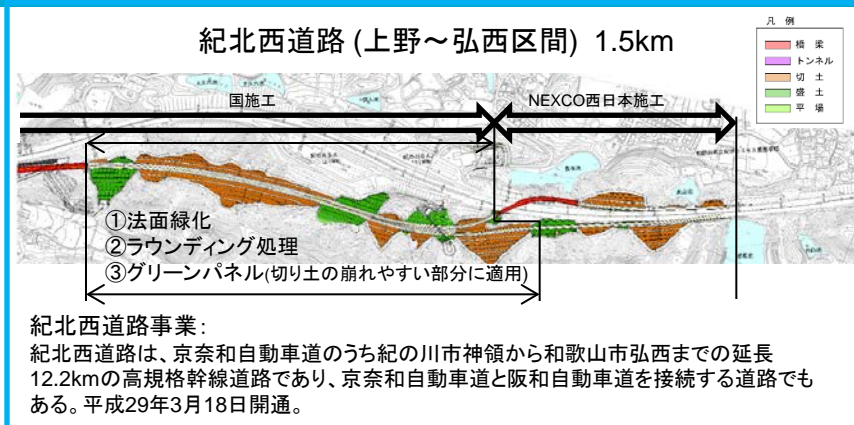 紀北西道路 (上野～弘西区間) 1.5km
凡 例
橋 梁
トンネル
切 土
盛 土
平 場
国施工
NEXCO西日本施工
①法面緑化
②ラウンディング処理
③グリーンパネル(切り土の崩れやすい部分に適用)
紀北西道路事業：
紀北西道路は、京奈和自動車道のうち紀の川市神領から和歌山市弘西までの延長
12.2kmの高規格幹線道路であり、京奈和自動車道と阪和自動車道を接続する道路でも
ある。平成29年3月18日開通。